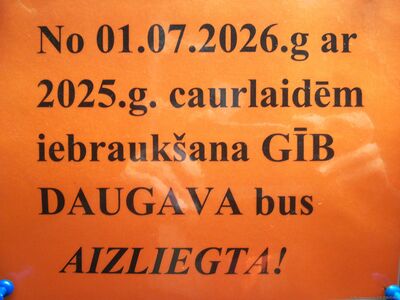 No 01.07.2026.g ar
2025.g. caurlaidēm
iebraukšana GĪB
DAUGAVA bus
AIZLIEGTA!